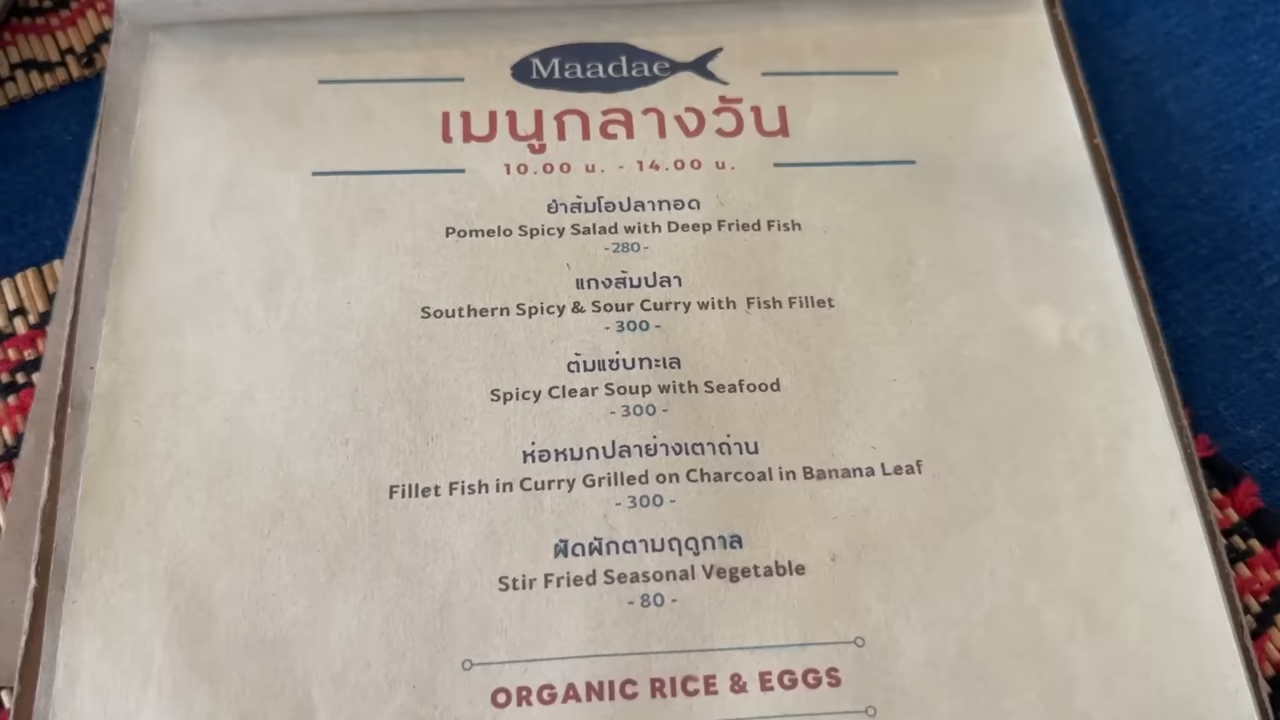 Maadae
เมนูกลางวัน
10.00 น. - 14.00 น.
ยำส้มโอปลาทอด
Pomelo Spicy Salad with Deep Fried Fish
-280-
แกงส้มปลา
Southern Spicy & Sour Curry with Fish Fillet
- 300 -
ต้มแซ่บทะเล
Spicy Clear Soup with Seafood
- 300 -
ห่อหมกปลาย่างเตาถ่าน
Fillet Fish in Curry Grilled on Charcoal in Banana Leaf
- 300 -
ผัดผักตามฤดูกาล
Stir Fried Seasonal Vegetable
- 80 -
ORGANIC RICE & EGGS